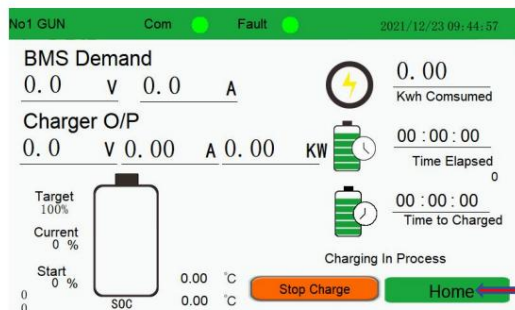 No1 GUN Com Fault 2021/12/23 09:44:57
BMS Demand
0.0 V 0.0 A
0.00
Kwh Comsumed
Charger O/P
0.0 V 0.00 A 0.00 KW
00:00:00
Time Elapsed
0
Target
100%
00:00:00
Time to Charged
Current
0 %
Start
0 %
Charging In Process
0
0
SOC
0.00 ℃
0.00 ℃
Stop Charge
Home